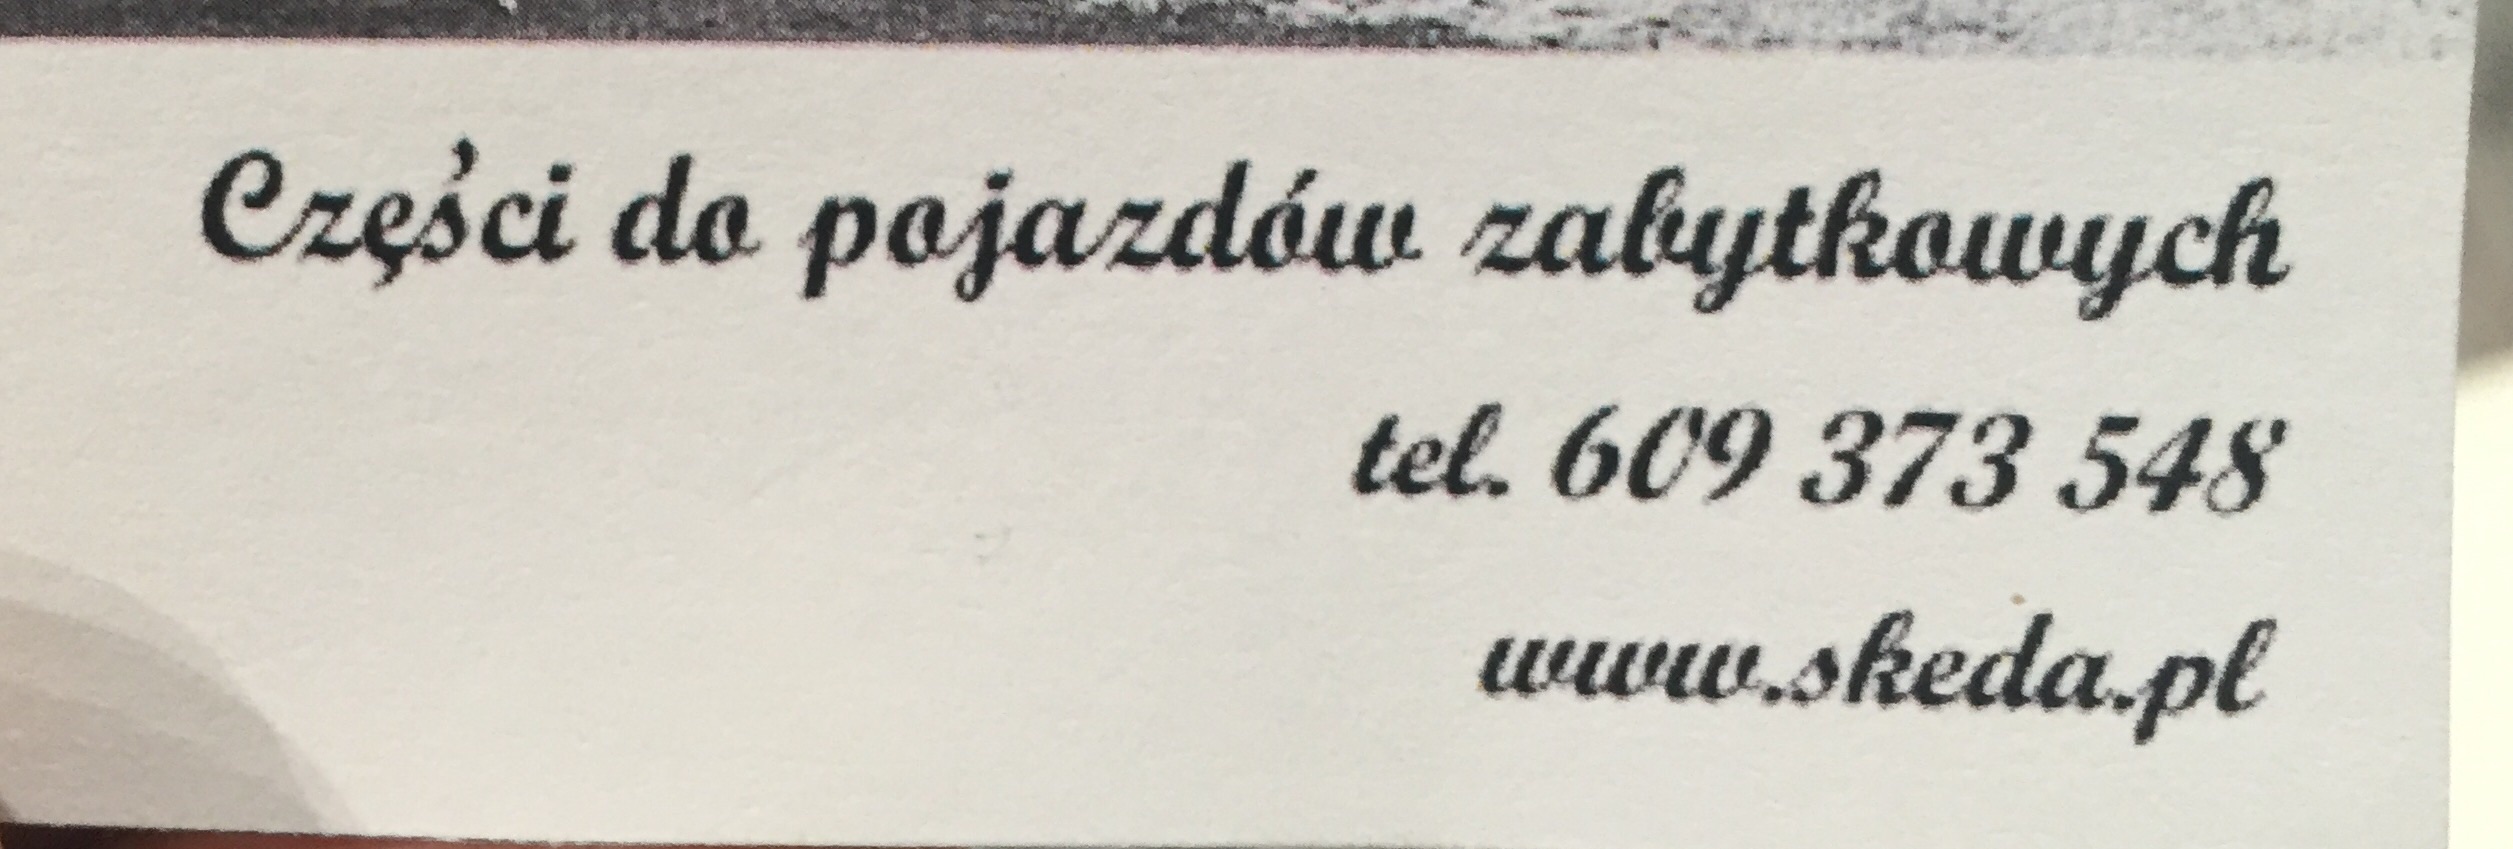 Części do pojazdów zabytkowych
tel. 609 373 548
www.skeda.pl